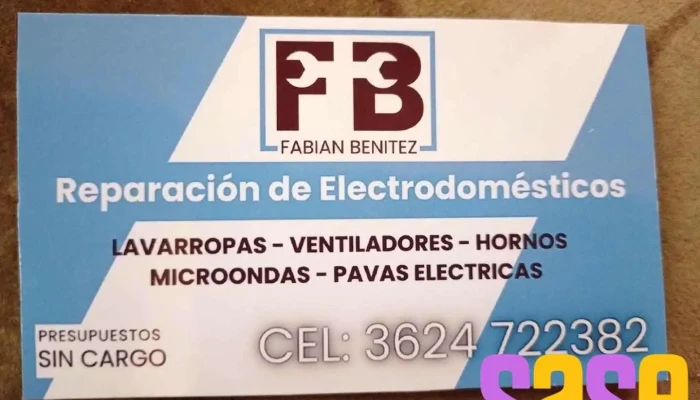 FB
FABIAN BENITEZ
Reparación de Electrodomésticos
LAVARROPAS - VENTILADORES - HORNOS
MICROONDAS - PAVAS ELECTRICAS
PRESUPUESTOS
SIN CARGO
CEL: 3624 722382